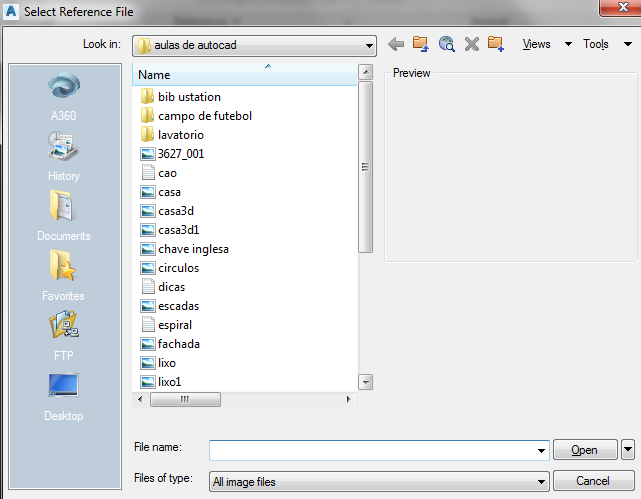 Select Reference File
Look in: aulas de autocad
Views
Tools
A360
History
Documents
Favorites
FTP
Desktop
Name
bib ustation
campo de futebol
lavatorio
3627_001
cao
casa
casa3d
casa3d1
chave inglesa
circulos
dicas
escadas
espiral
fachada
lixo
lixo1
Preview
File name:
Open
Files of type: All image files
Cancel